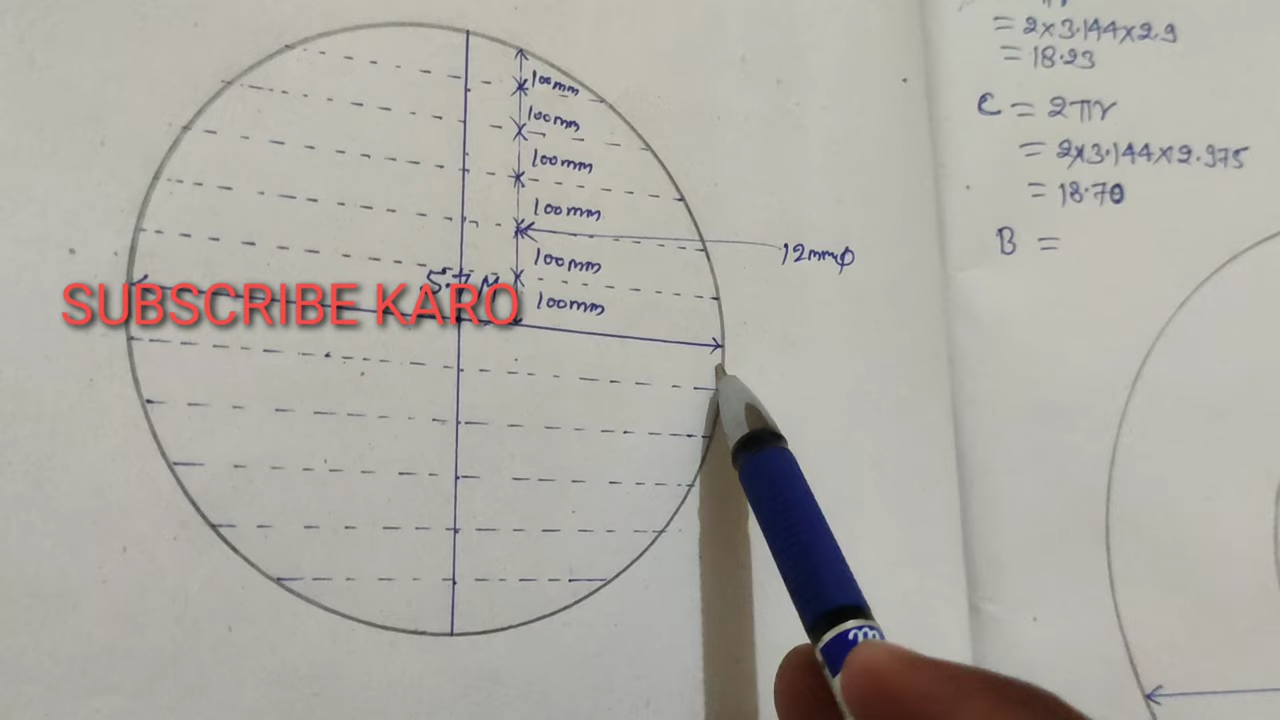 = 2×3.144×2.9
= 18.23
C = 2πr
= 2×3.144×2.975
= 18.70
B =
100mm
100mm
100mm
100mm
100mm
100mm
12mmϕ
SUBSCRIBE KARO